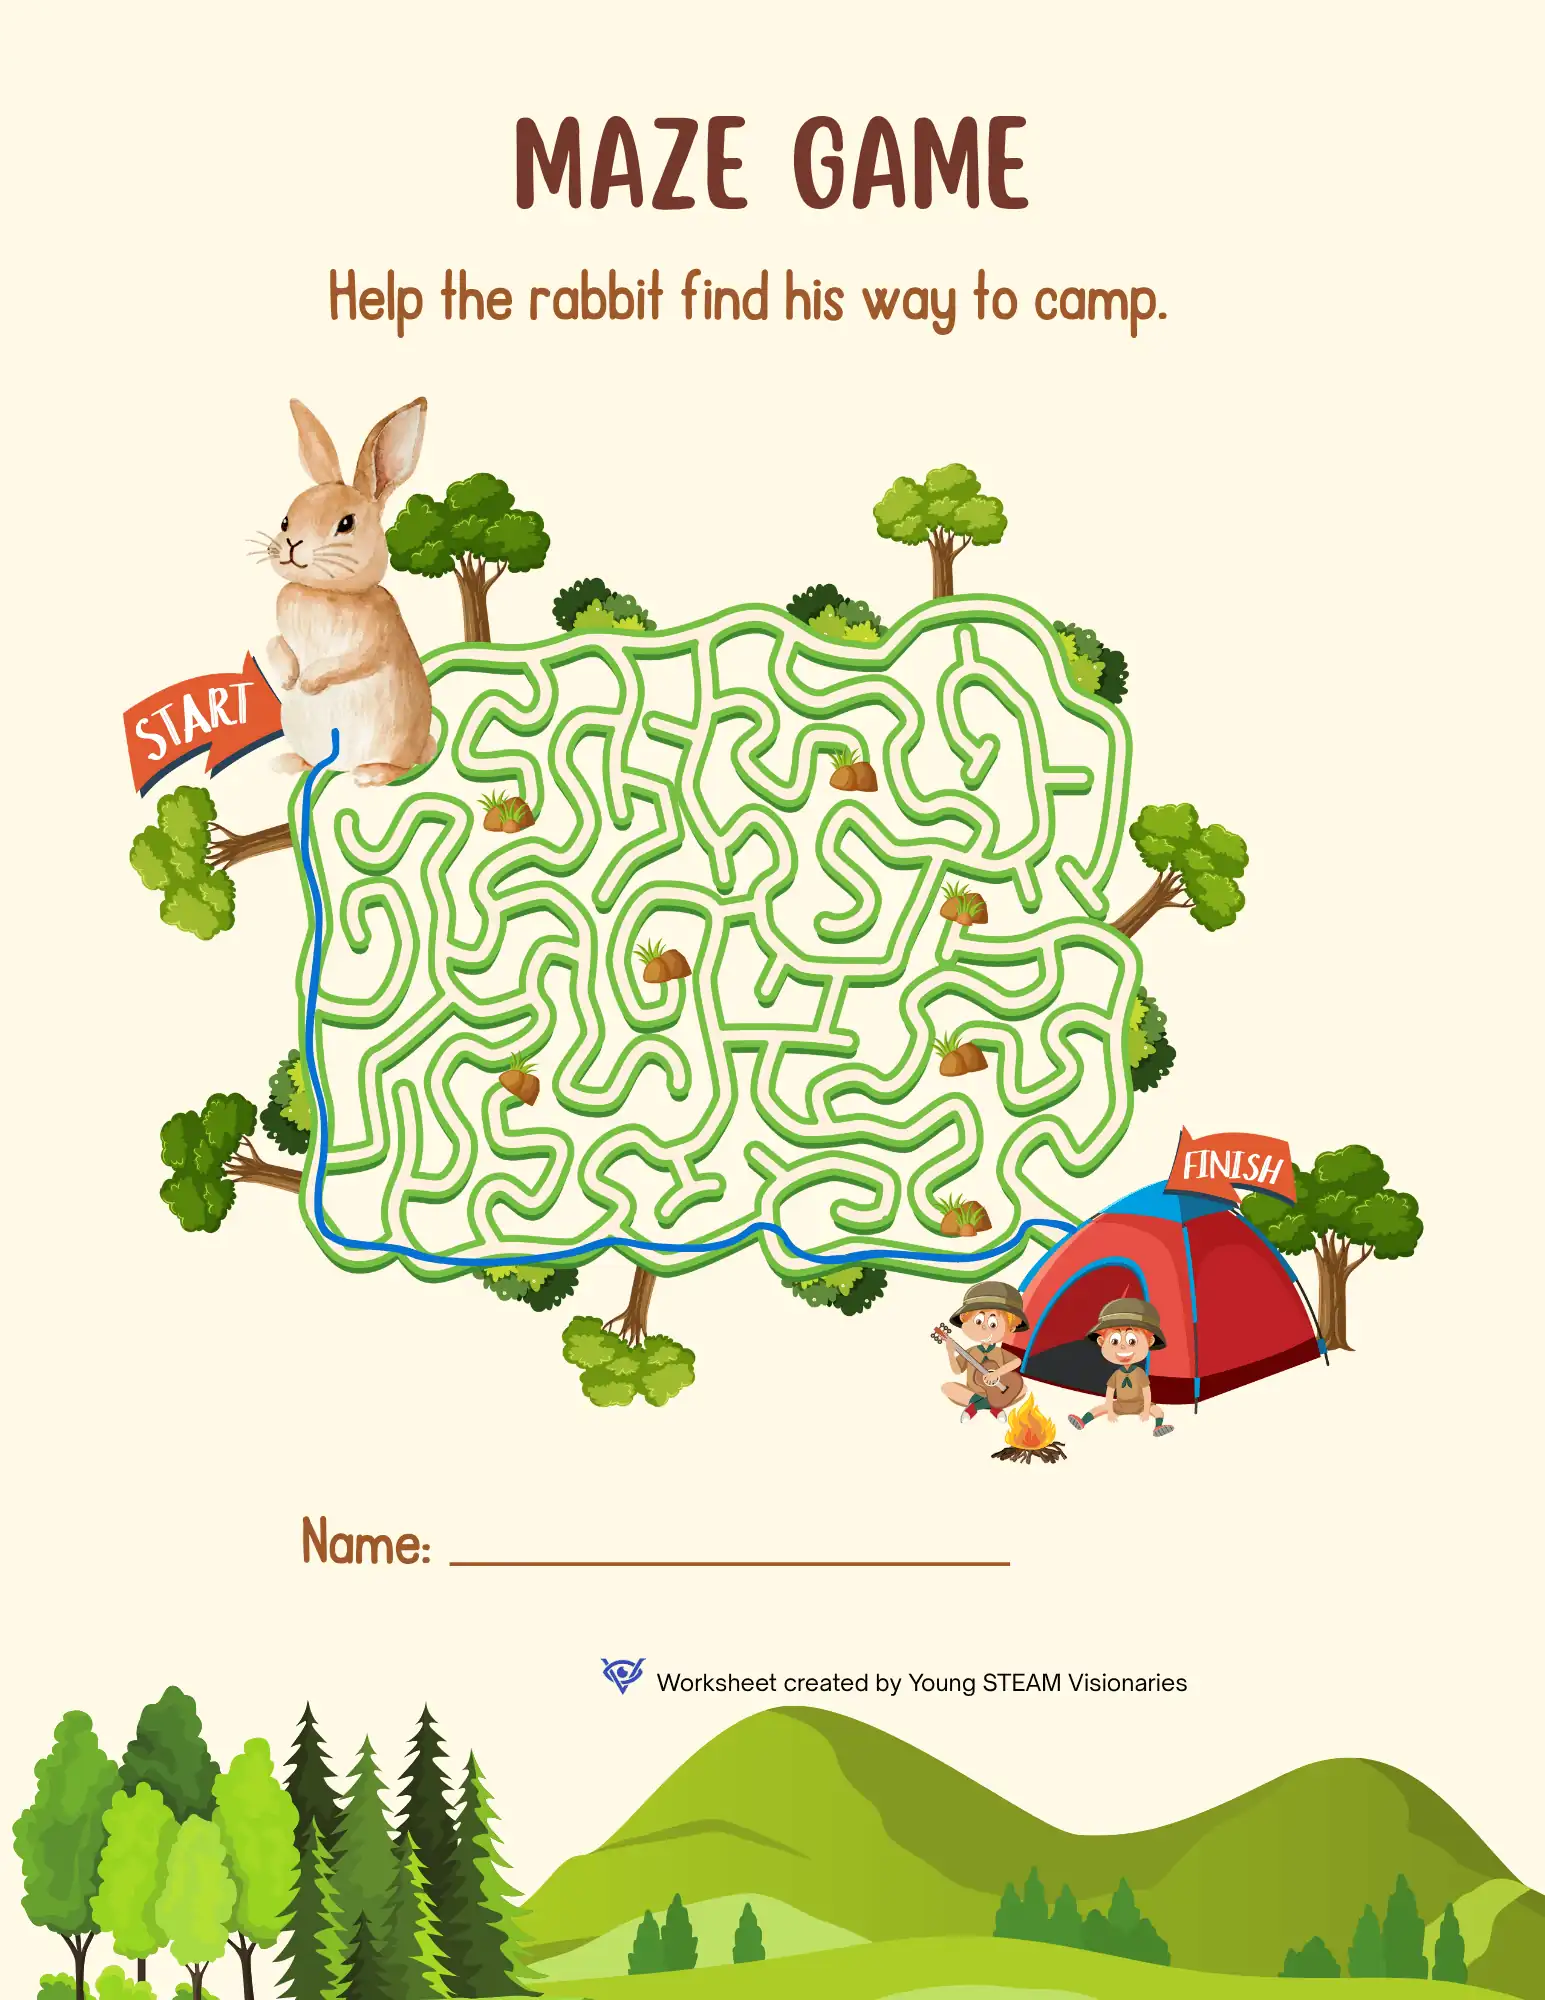 MAZE GAME
Help the rabbit find his way to camp.
START
FINISH
Name:
Worksheet created by Young STEAM Visionaries